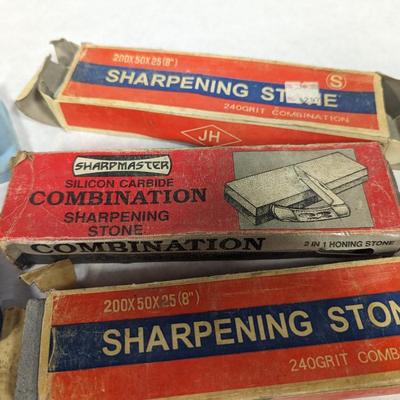 200X50X25 (8")
SHARPENING STONE
S
240GRIT COMBINATION
JH
SHARPMASTER
SILICON CARBIDE
COMBINATION
SHARPENING
STONE
COMBINATION
2 IN 1 HONING STONE
200X50X25 (8")
SHARPENING STON
240GRIT COMB